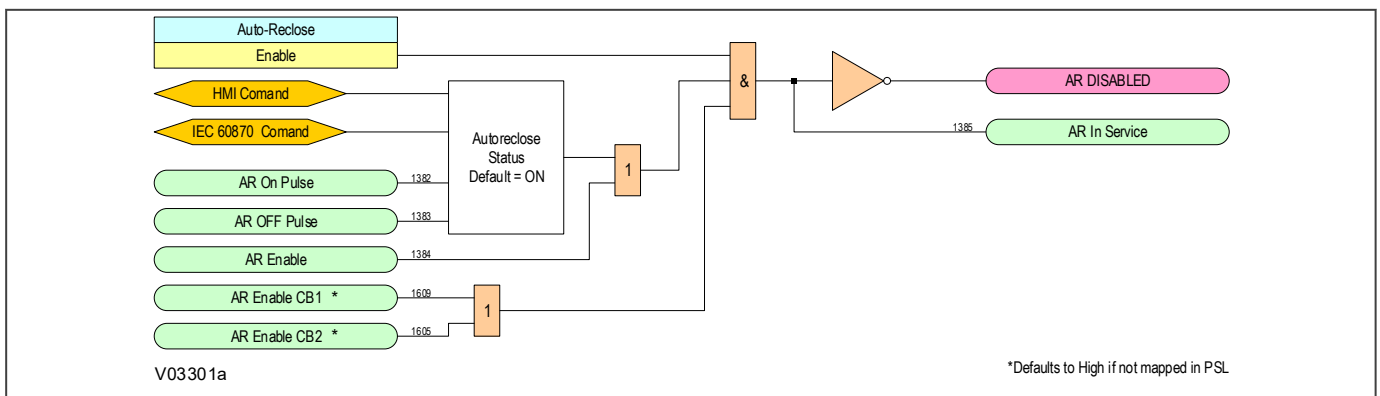 Auto-Reclose
Enable
HMI Comand
IEC 60870 Comand
AR On Pulse
1382
AR OFF Pulse
1383
AR Enable
1384
AR Enable CB1 *
1609
AR Enable CB2 *
1605
Autoreclose
Status
Default = ON
1
1
&
AR DISABLED
1385
AR In Service
V03301a
*Defaults to High if not mapped in PSL